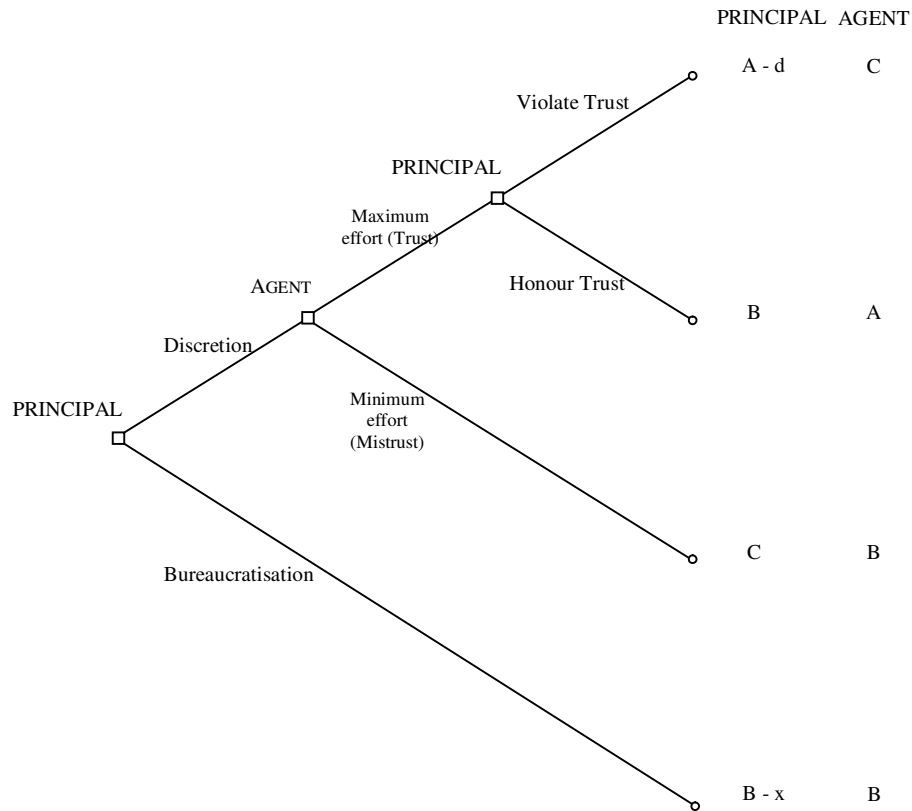 PRINCIPAL AGENT
A - d C
Violate Trust
PRINCIPAL
Maximum
effort (Trust)
Honour Trust
AGENT
B A
Discretion
PRINCIPAL
Minimum
effort
(Mistrust)
C B
Bureaucratisation
B - x B